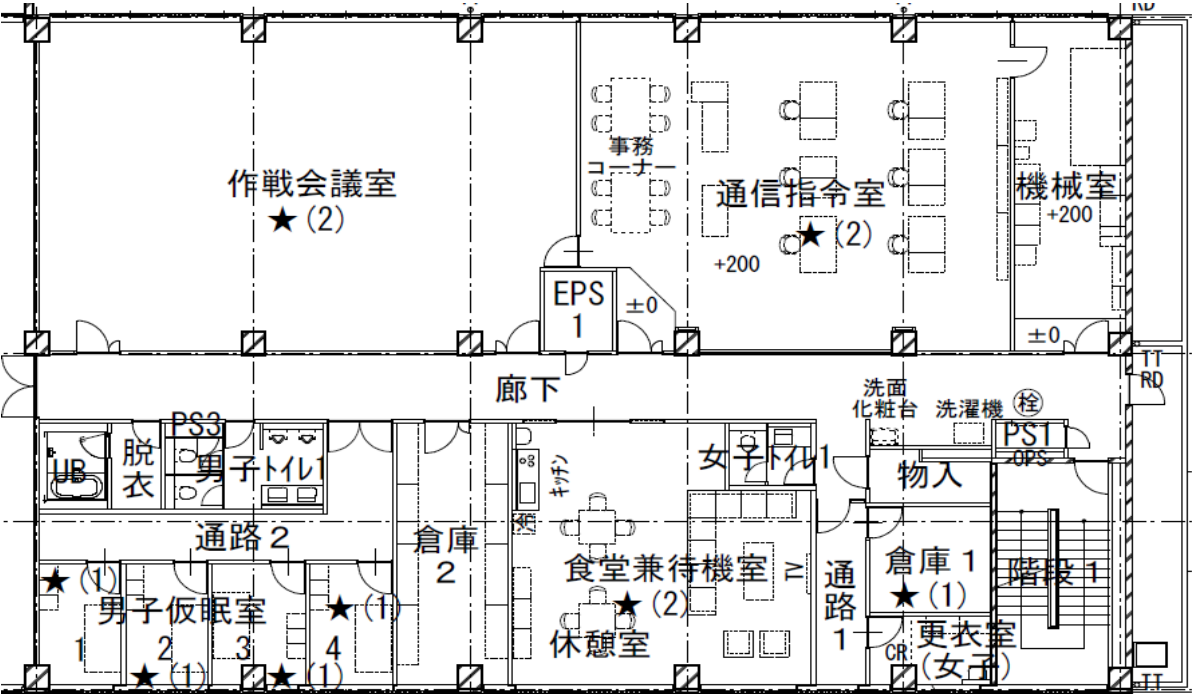 RD
事務
コーナー
作戦会議室
★(2)
通信指令室
★(2)
+200
機械室
+200
EPS
1
±0
±0
廊下
TT
RD
洗面
化粧台
洗濯機
栓
PS3
PS1
OPS
UB
脱
衣
男子トイレ1
キッチン
女子トイレ1
物入
冷
通路2
倉庫
2
食堂兼待機室
★(2)
休憩室
TV
通
路
1
倉庫1
★(1)
階段1
★(1)
男子仮眠室
★(1)
1
2
3
4
★(1)
★(1)
CR
更衣室
(女子)
TT